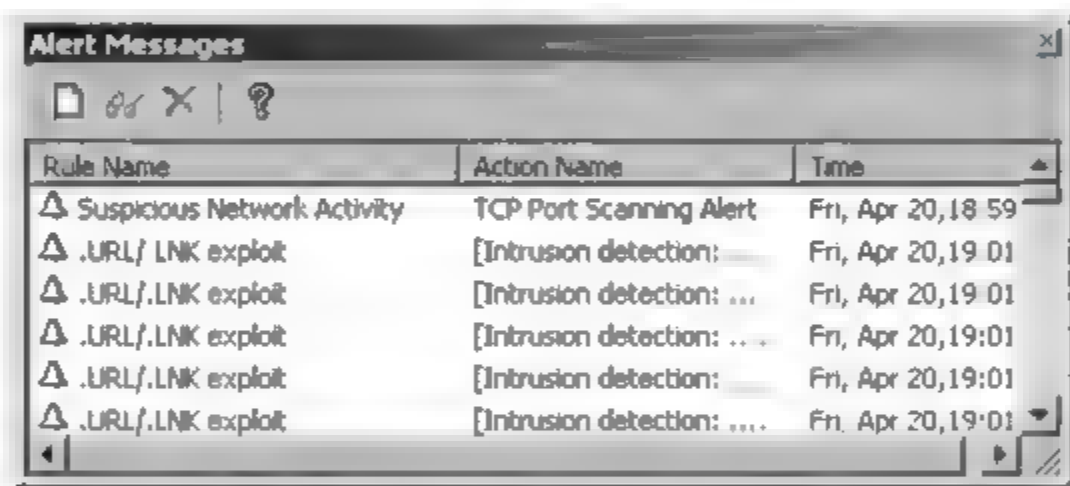 Alert Messages
Rule Name Action Name Time
Suspicious Network Activity TCP Port Scanning Alert Fri, Apr 20,18 59
.URL/ LNK exploit [Intrusion detection: ... Fri, Apr 20,19 01
.URL/.LNK exploit [Intrusion detection: ... Fri, Apr 20,19 01
.URL/.LNK exploit [Intrusion detection: ... Fri, Apr 20,19:01
.URL/.LNK exploit [Intrusion detection: ... Fri, Apr 20,19:01
.URL/.LNK exploit [Intrusion detection: .... Fri, Apr 20,19:01